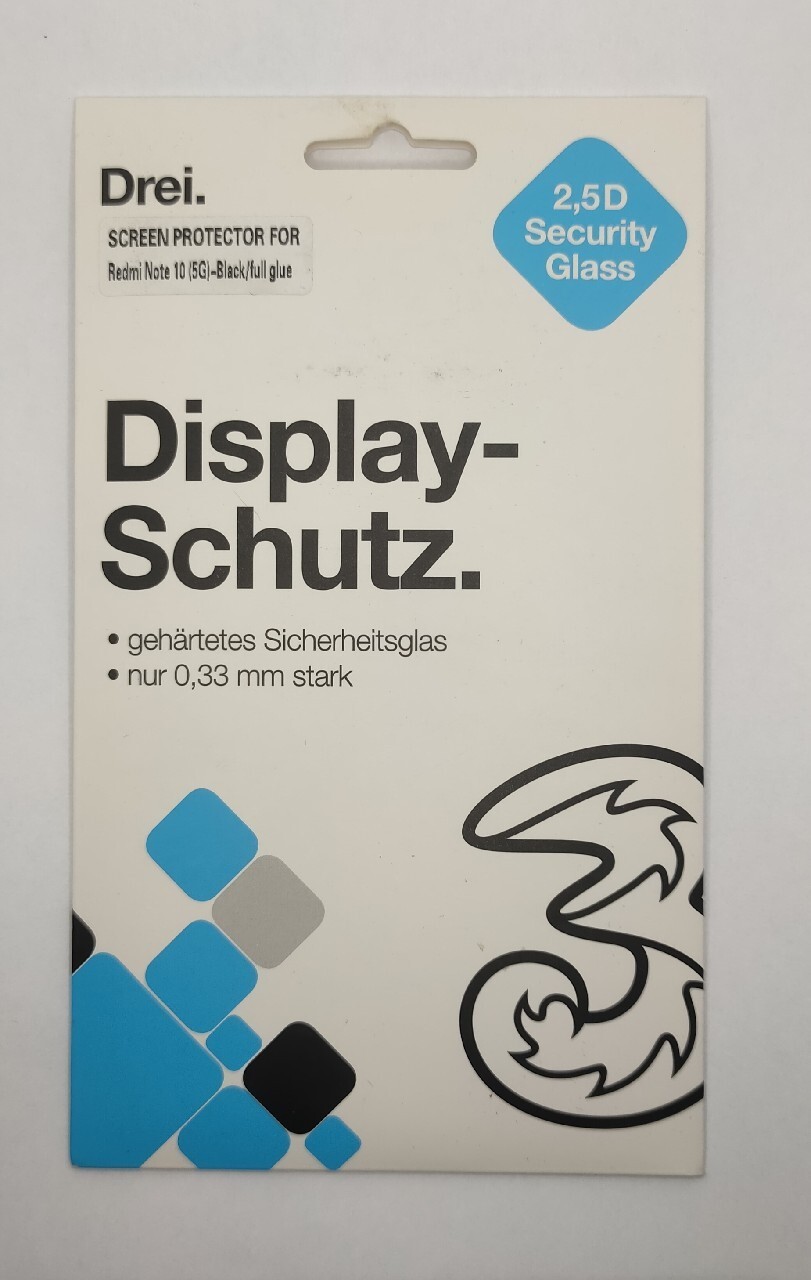 Drei.
SCREEN PROTECTOR FOR
Redmi Note 10 (5G)-Black/full glue
2,5D
Security
Glass
Display-
Schutz.
• gehärtetes Sicherheitsglas
• nur 0,33 mm stark
3